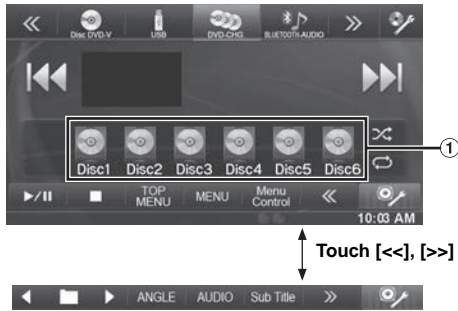 Disc DVD-V USB DVD-CHG. BLUETOOTH-AUDIO
Disc1 Disc2 Disc3 Disc4 Disc5 Disc6
1
TOP MENU MENU Menu Control
10:03 AM
Touch [<<], [>>]
ANGLE AUDIO Sub Title